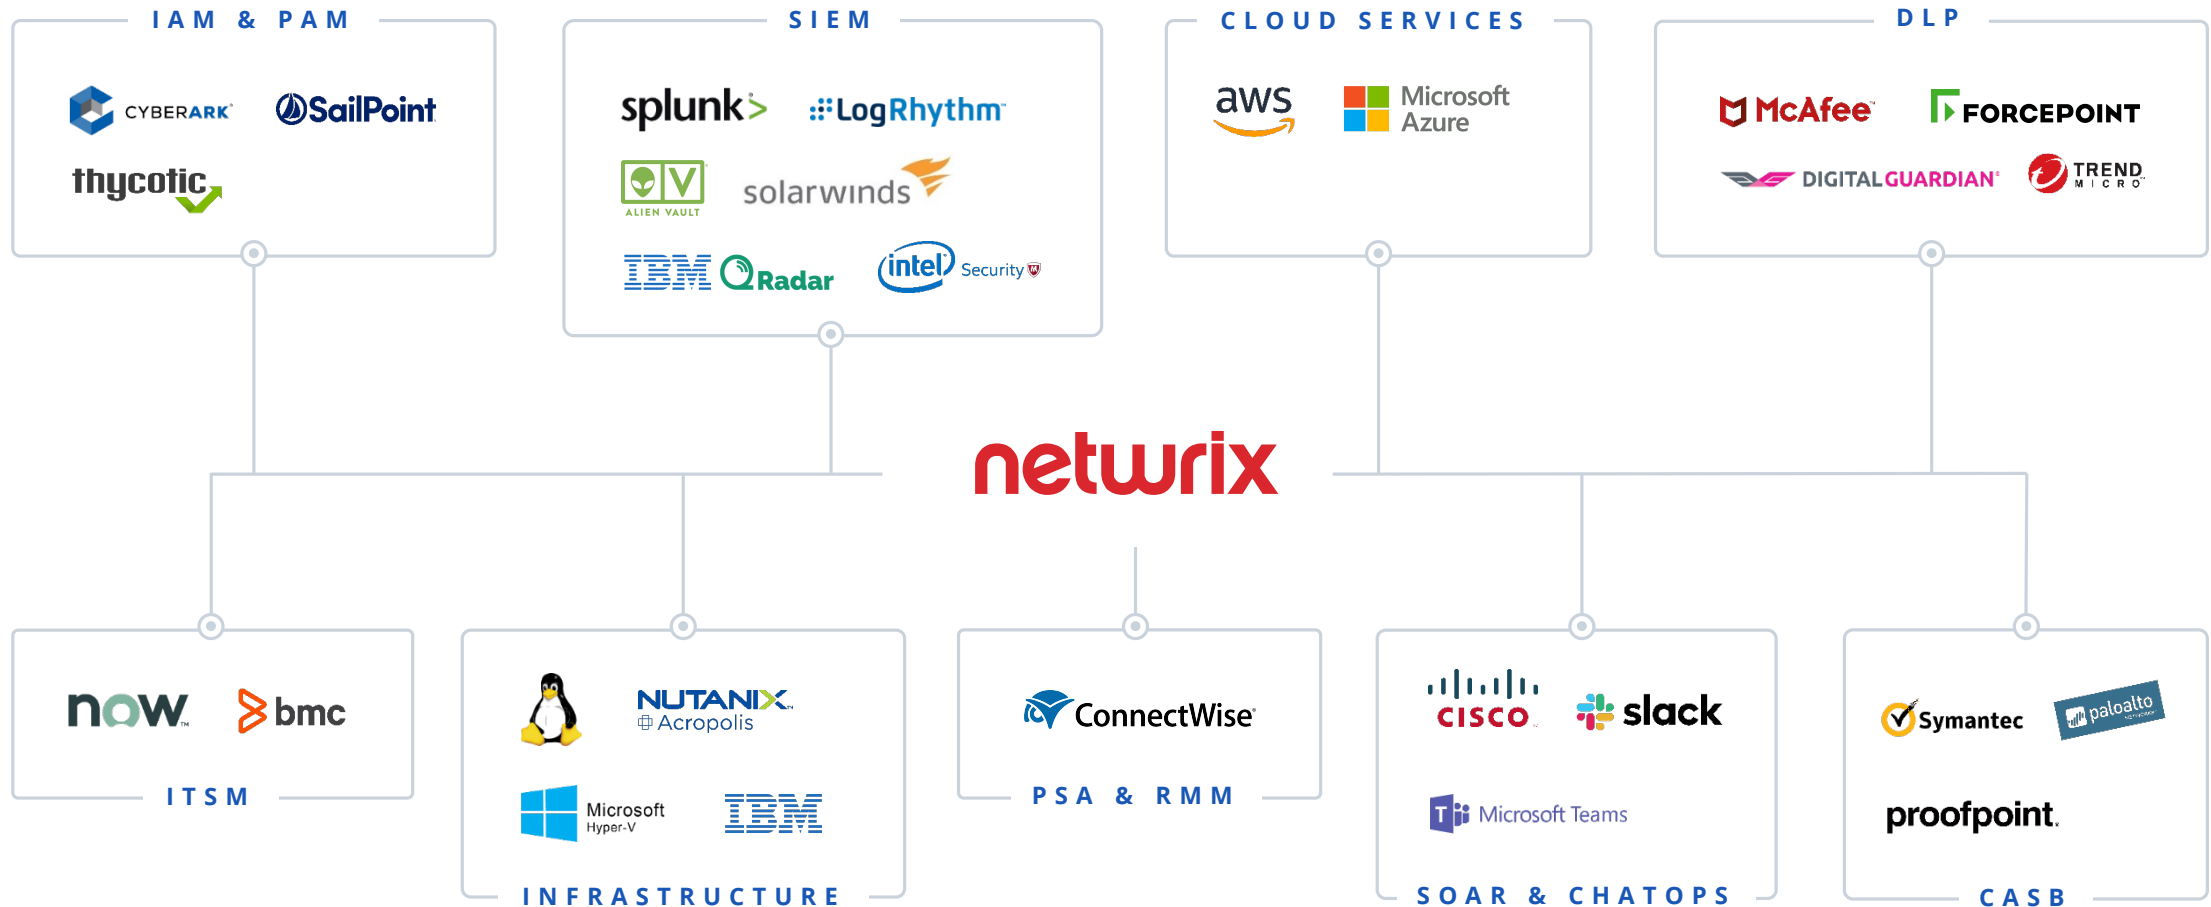 IAM & PAM
CYBERARK
SailPoint
thycotic
SIEM
splunk>
LogRhythm
ALIEN VAULT
solarwinds
IBM QRadar
intel Security
CLOUD SERVICES
aws
Microsoft Azure
DLP
McAfee
FORCEPOINT
DIGITAL GUARDIAN
TREND MICRO
netwrix
now
bmc
ITSM
NUTANIX
Acropolis
Microsoft
Hyper-V
IBM
INFRASTRUCTURE
ConnectWise
PSA & RMM
CISCO
slack
T
Microsoft Teams
SOAR & CHATOPS
Symantec
paloalto
proofpoint
CASB